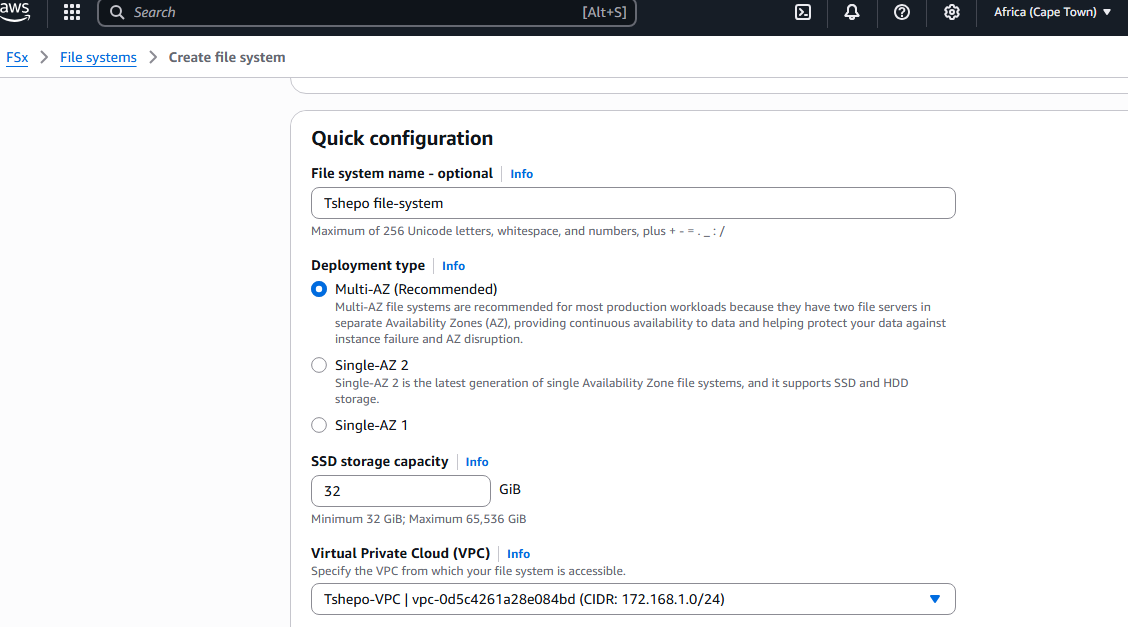 aws
Search [Alt+S] Africa (Cape Town)
FSx File systems Create file system
Quick configuration
File system name - optional Info
Tshepo file-system
Maximum of 256 Unicode letters, whitespace, and numbers, plus + - = . _ : /
Deployment type Info
Multi-AZ (Recommended)
Multi-AZ file systems are recommended for most production workloads because they have two file servers in
separate Availability Zones (AZ), providing continuous availability to data and helping protect your data against
instance failure and AZ disruption.
Single-AZ 2
Single-AZ 2 is the latest generation of single Availability Zone file systems, and it supports SSD and HDD
storage.
Single-AZ 1
SSD storage capacity Info
32 GiB
Minimum 32 GiB; Maximum 65,536 GiB
Virtual Private Cloud (VPC) Info
Specify the VPC from which your file system is accessible.
Tshepo-VPC | vpc-0d5c4261a28e084bd (CIDR: 172.168.1.0/24)